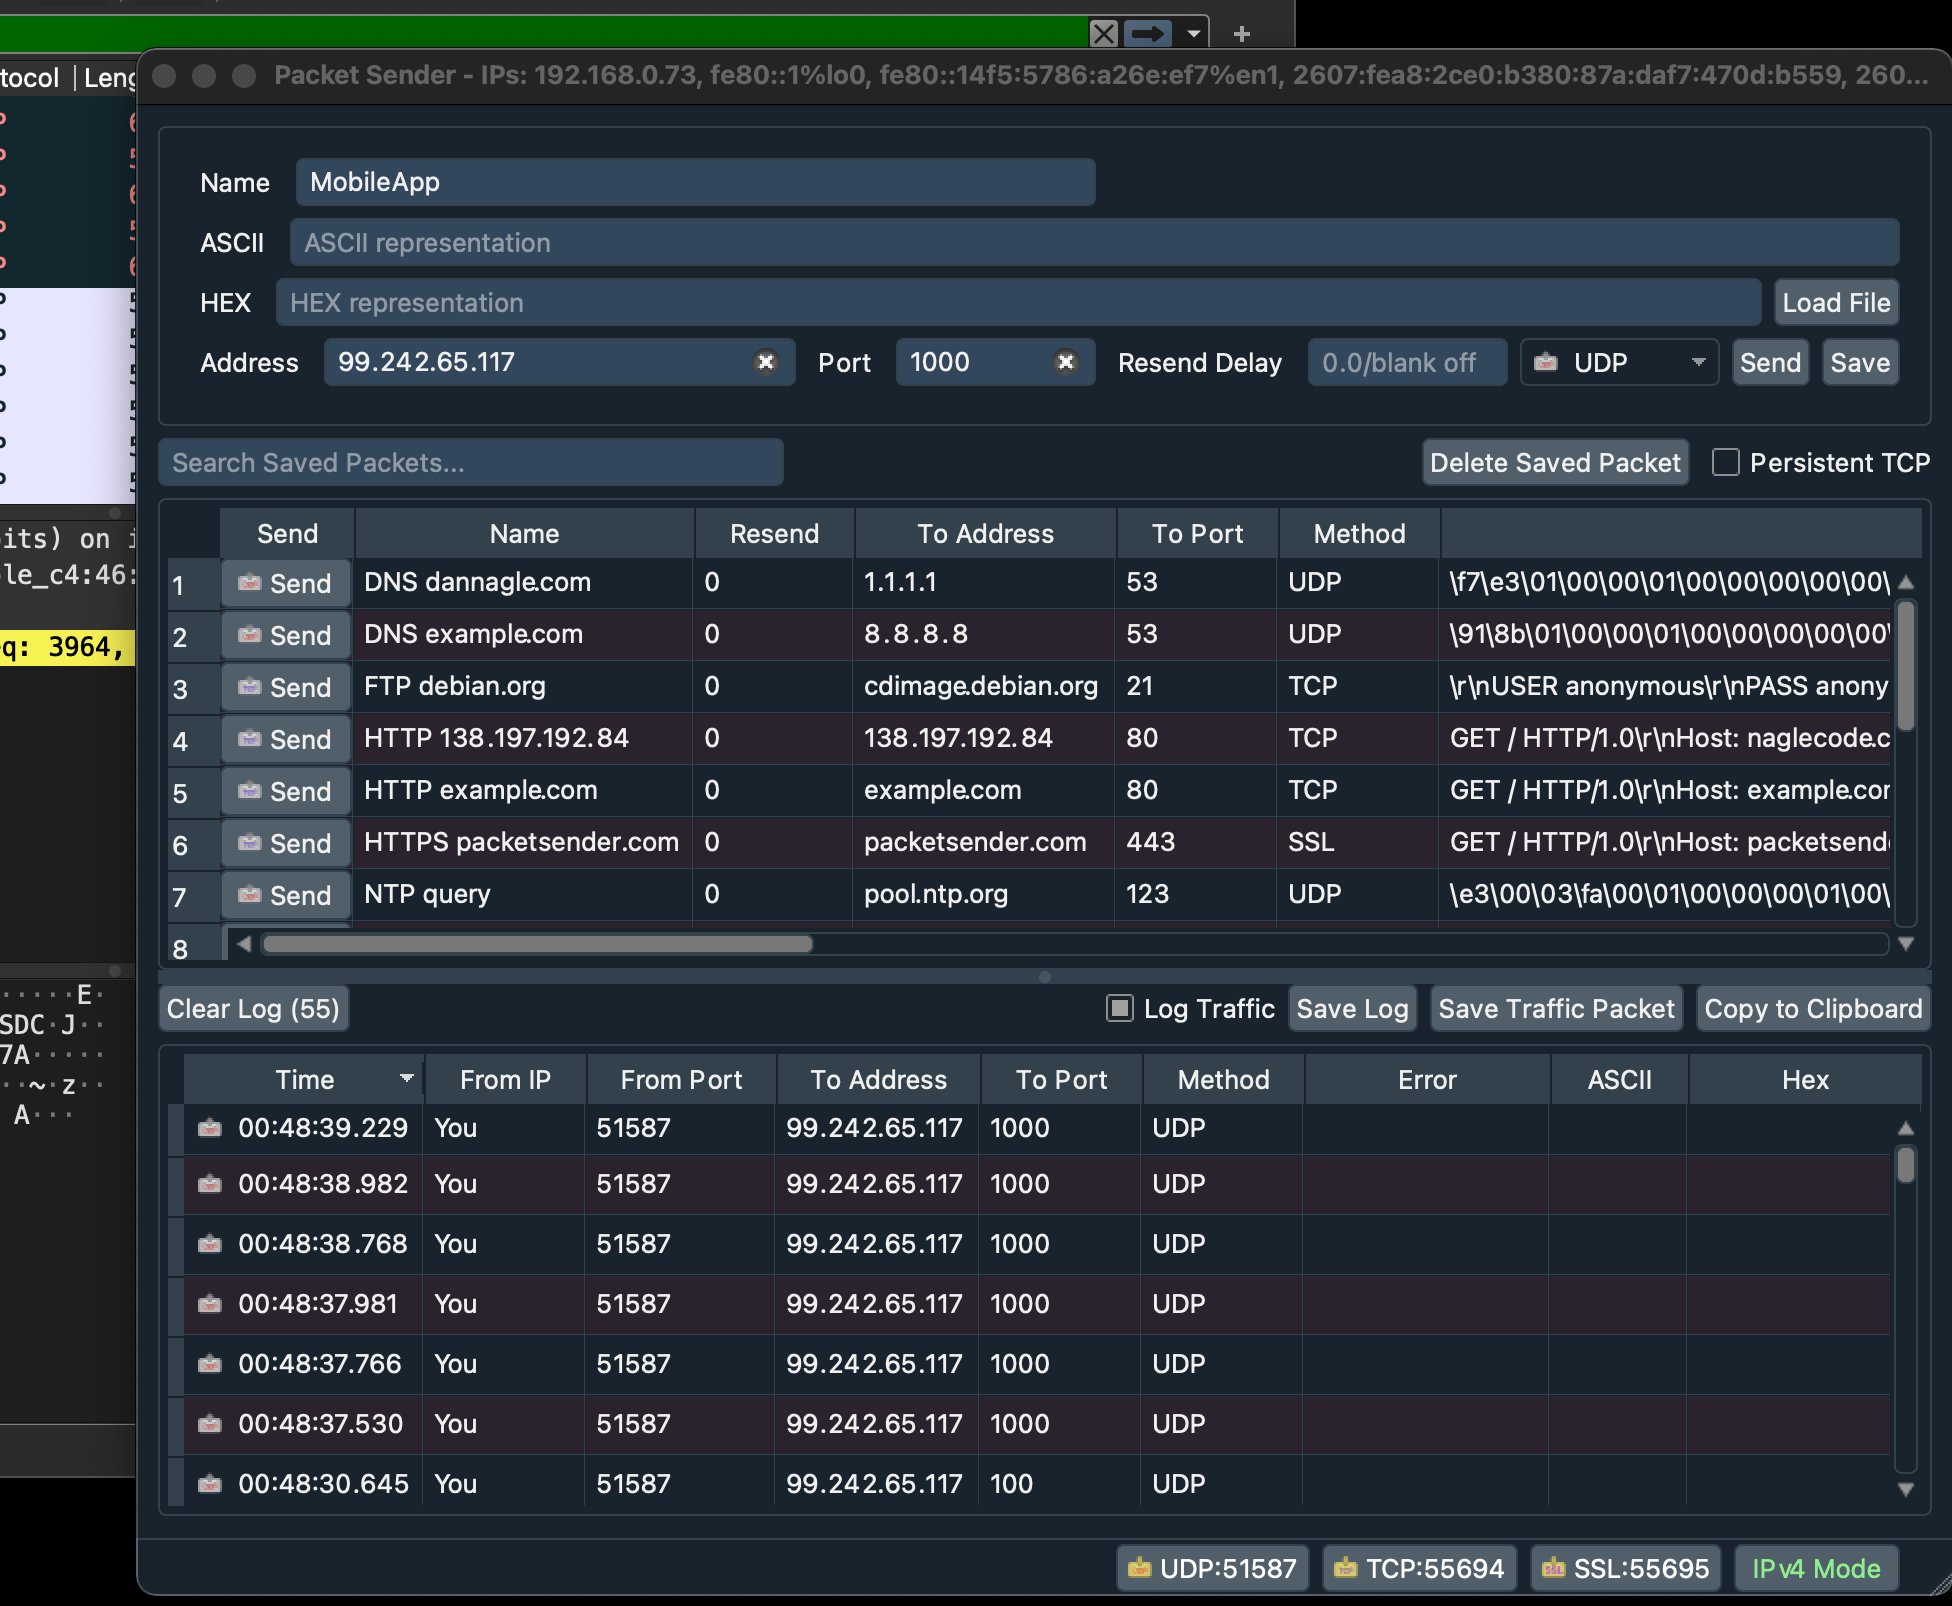 tocol Leng
Packet Sender - IPs: 192.168.0.73, fe80::1%lo0, fe80::14f5:5786:a26e:ef7%en1, 2607:fea8:2ce0:b380:87a:daf7:470d:b559, 260...
Name MobileApp
ASCII ASCII representation
HEX HEX representation Load File
Address 99.242.65.117 Port 1000 Resend Delay 0.0/blank off UDP Send Save
Search Saved Packets... Delete Saved Packet Persistent TCP
Send Name Resend To Address To Port Method
1 Send DNS dannagle.com 0 1.1.1.1 53 UDP \f7\e3\01\00\00\01\00\00\00\00\00\
2 Send DNS example.com 0 8.8.8.8 53 UDP \91\8b\01\00\00\01\00\00\00\00\00\
3 Send FTP debian.org 0 cdimage.debian.org 21 TCP \r\nUSER anonymous\r\nPASS anony
4 Send HTTP 138.197.192.84 0 138.197.192.84 80 TCP GET / HTTP/1.0\r\nHost: naglecode.c
5 Send HTTP example.com 0 example.com 80 TCP GET / HTTP/1.0\r\nHost: example.cor
6 Send HTTPS packetsender.com 0 packetsender.com 443 SSL GET / HTTP/1.0\r\nHost: packetsend
7 Send NTP query 0 pool.ntp.org 123 UDP \e3\00\03\fa\00\01\00\00\00\01\00\
8
its) on i
le_c4:46:
q: 3964,
·····E·
SDC·J··
7A·····
··~·z··
A···
Clear Log (55) Log Traffic Save Log Save Traffic Packet Copy to Clipboard
Time From IP From Port To Address To Port Method Error ASCII Hex
00:48:39.229 You 51587 99.242.65.117 1000 UDP
00:48:38.982 You 51587 99.242.65.117 1000 UDP
00:48:38.768 You 51587 99.242.65.117 1000 UDP
00:48:37.981 You 51587 99.242.65.117 1000 UDP
00:48:37.766 You 51587 99.242.65.117 1000 UDP
00:48:37.530 You 51587 99.242.65.117 1000 UDP
00:48:30.645 You 51587 99.242.65.117 100 UDP
UDP:51587 TCP:55694 SSL:55695 IPv4 Mode